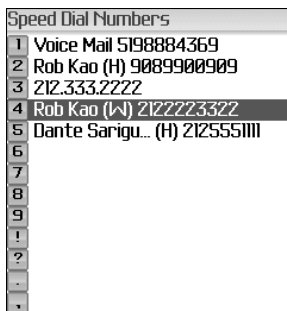 Speed Dial Numbers
1 Voice Mail 5198884369
2 Rob Kao (H) 9089900909
3 212.333.2222
4 Rob Kao (W) 2122223322
5 Dante Sarigu... (H) 2125551111
6
7
8
9
!
?
.
,